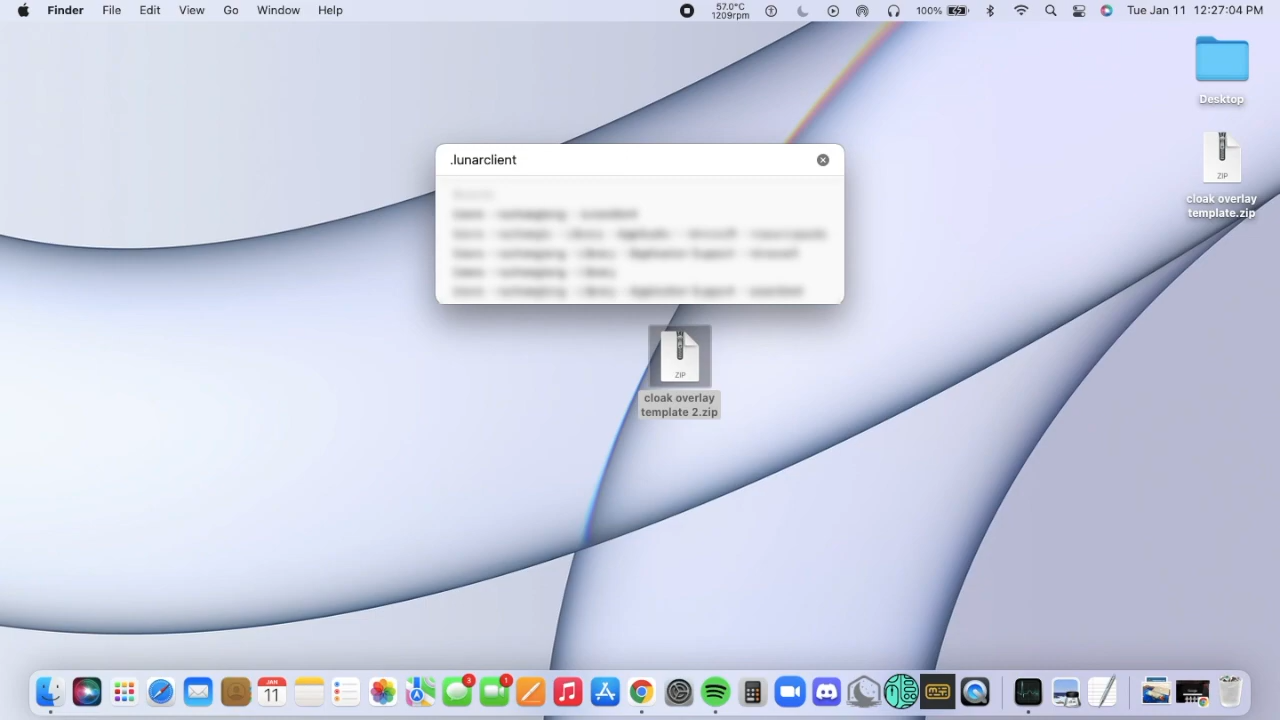 Finder File Edit View Go Window Help
57.0°C
1209rpm
100%
Tue Jan 11 12:27:04 PM
Desktop
.lunarclient
ZIP
cloak overlay
template.zip
ZIP
cloak overlay
template 2.zip
JAN
11
3
1